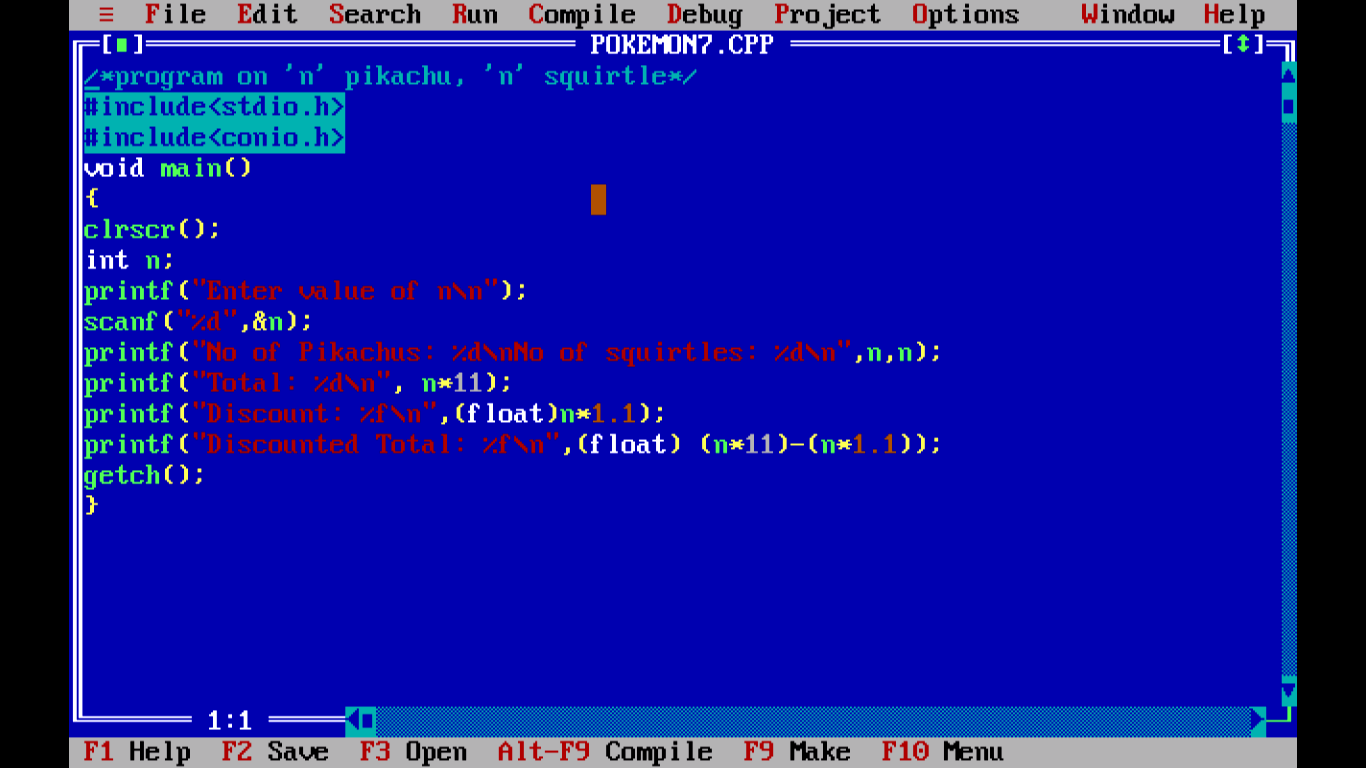 ≡ File Edit Search Run Compile Debug Project Options Window Help
[■] POKEMON7.CPP [↕]
/*program on 'n' pikachu, 'n' squirtle*/
#include<stdio.h>
#include<conio.h>
void main()
{
clrscr();
int n;
printf("Enter value of n\n");
scanf("%d",&n);
printf("No of Pikachus: %d\nNo of squirtles: %d\n",n,n);
printf("Total: %d\n", n*11);
printf("Discount: %f\n",(float)n*1.1);
printf("Discounted Total: %f\n",(float) (n*11)-(n*1.1));
getch();
}
1:1
F1 Help F2 Save F3 Open Alt-F9 Compile F9 Make F10 Menu